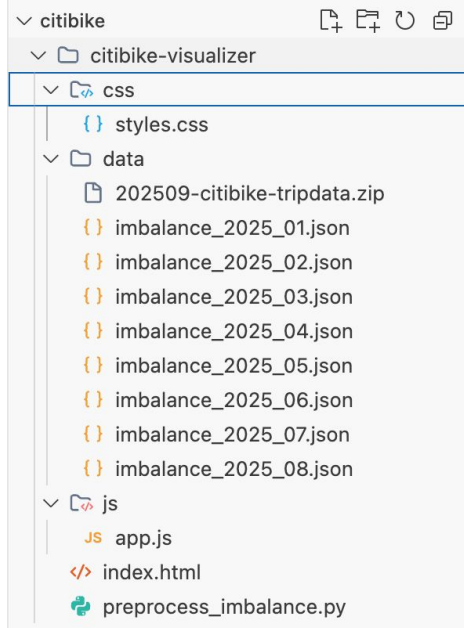 citibike
citibike-visualizer
css
{ } styles.css
data
202509-citibike-tripdata.zip
{ } imbalance_2025_01.json
{ } imbalance_2025_02.json
{ } imbalance_2025_03.json
{ } imbalance_2025_04.json
{ } imbalance_2025_05.json
{ } imbalance_2025_06.json
{ } imbalance_2025_07.json
{ } imbalance_2025_08.json
js
JS app.js
</> index.html
preprocess_imbalance.py